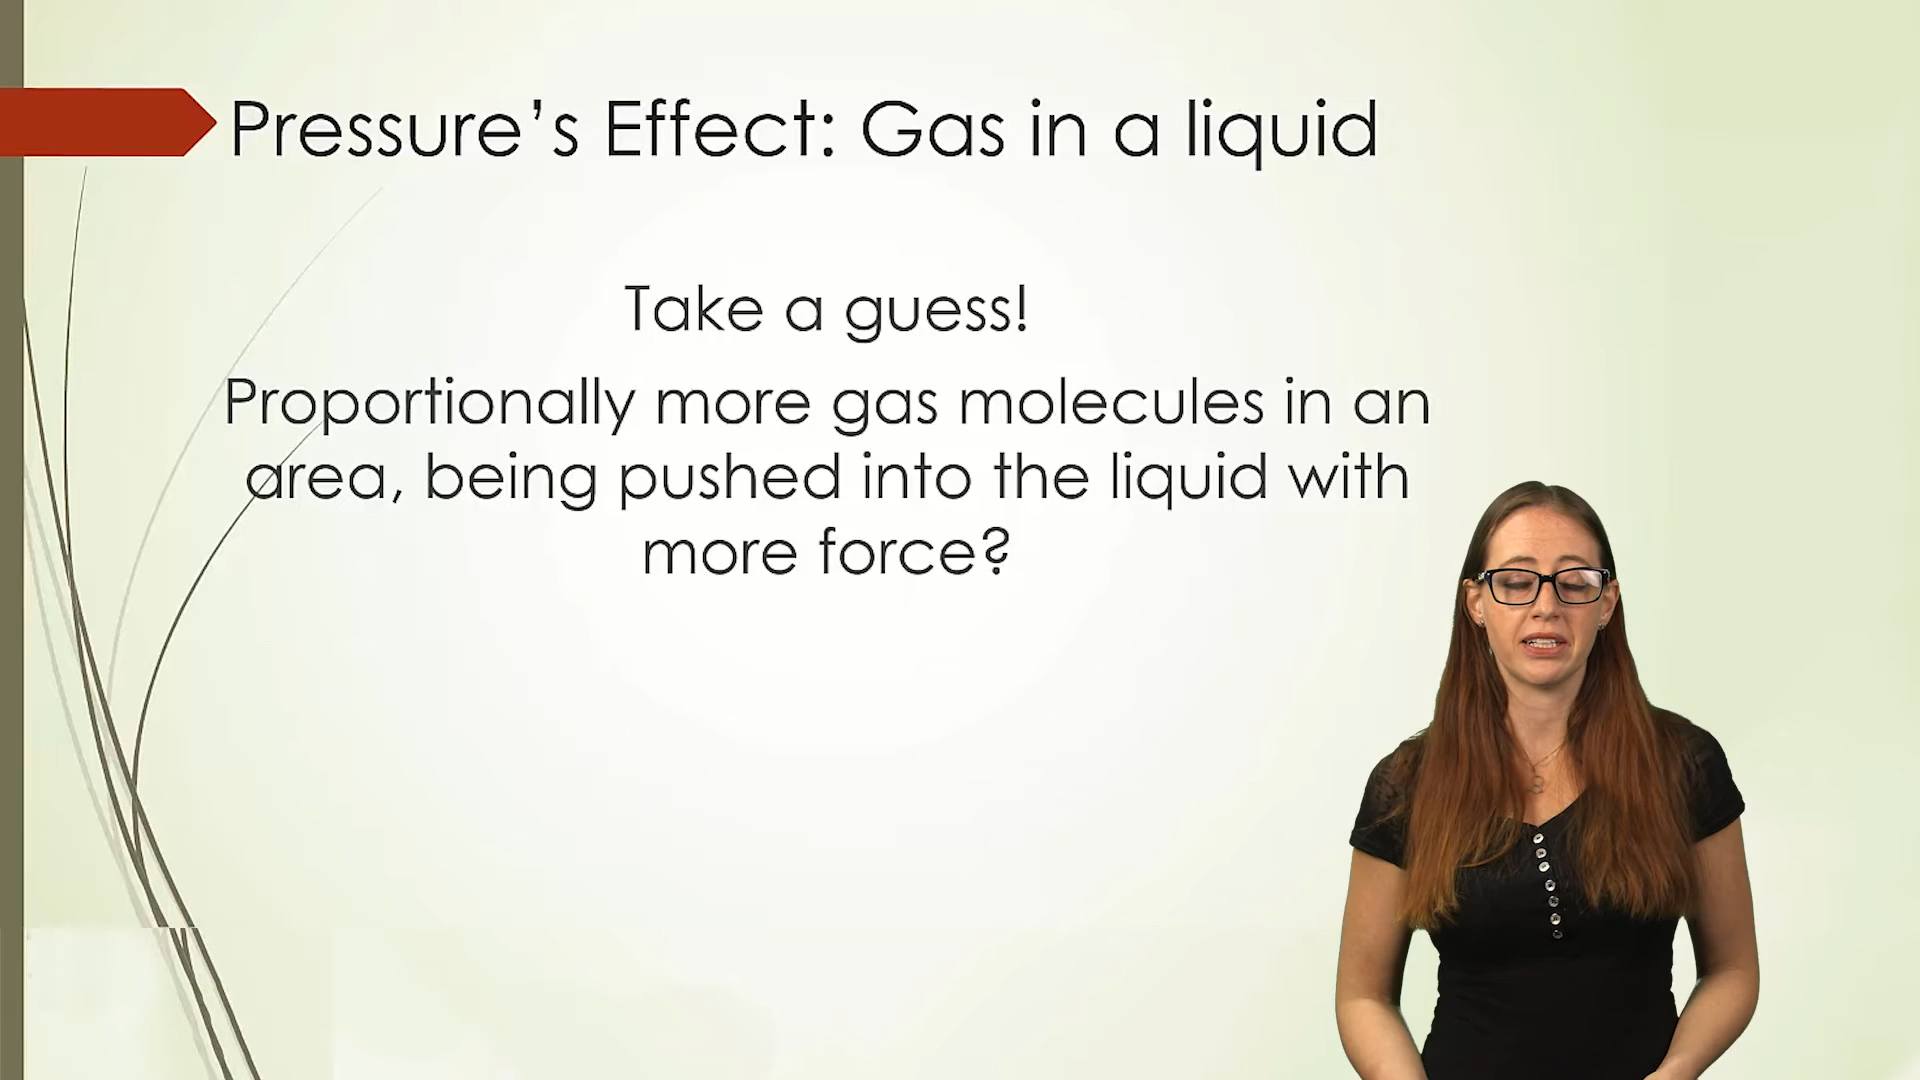 Pressure’s Effect: Gas in a liquid
Take a guess!
Proportionally more gas molecules in an
area, being pushed into the liquid with
more force?